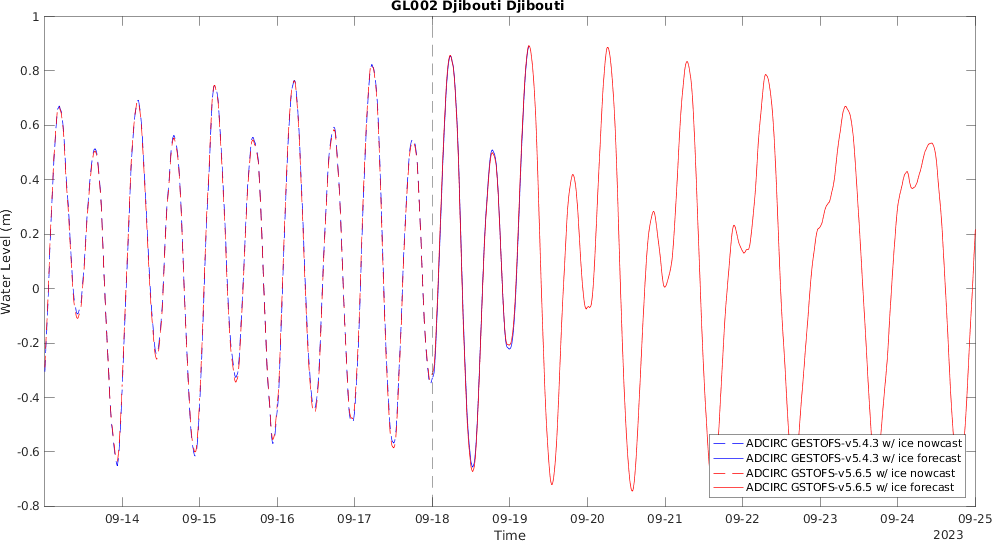 GL002 Djibouti Djibouti
1
0.8
0.6
0.4
0.2
0
-0.2
-0.4
-0.6
-0.8
Water Level (m)
ADCIRC GESTOFS-v5.4.3 w/ ice nowcast
ADCIRC GESTOFS-v5.4.3 w/ ice forecast
ADCIRC GSTOFS-v5.6.5 w/ ice nowcast
ADCIRC GSTOFS-v5.6.5 w/ ice forecast
09-14 09-15 09-16 09-17 09-18 09-19 09-20 09-21 09-22 09-23 09-24 09-25
Time
2023